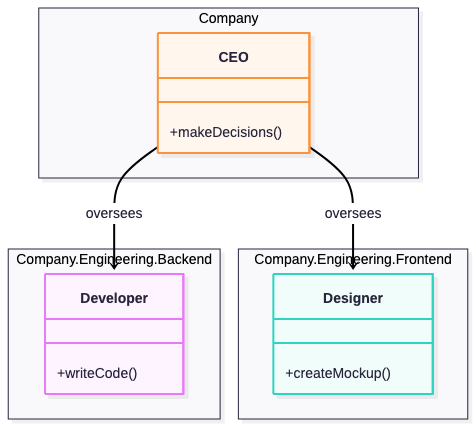 Company
CEO
+makeDecisions()
oversees
oversees
Company.Engineering.Backend
Company.Engineering.Frontend
Developer
Designer
+writeCode()
+createMockup()